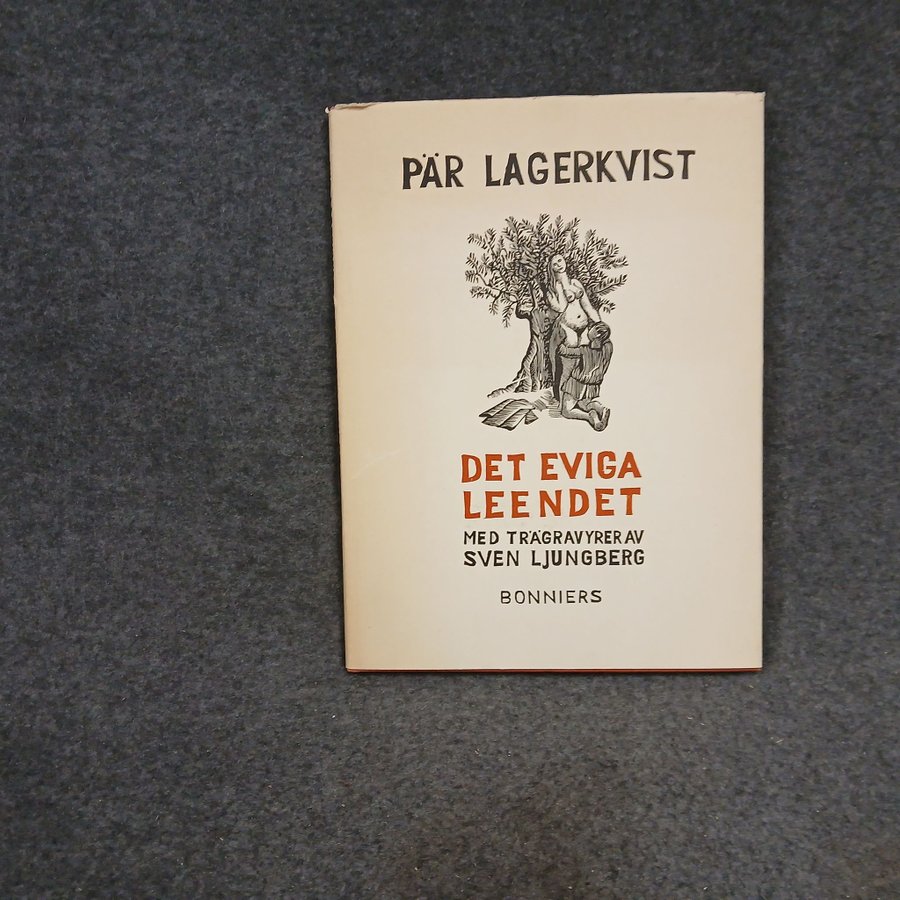 PÄR LAGERKVIST
DET EVIGA
LEENDET
MED TRÄGRAVYRER AV
SVEN LJUNGBERG
BONNIERS